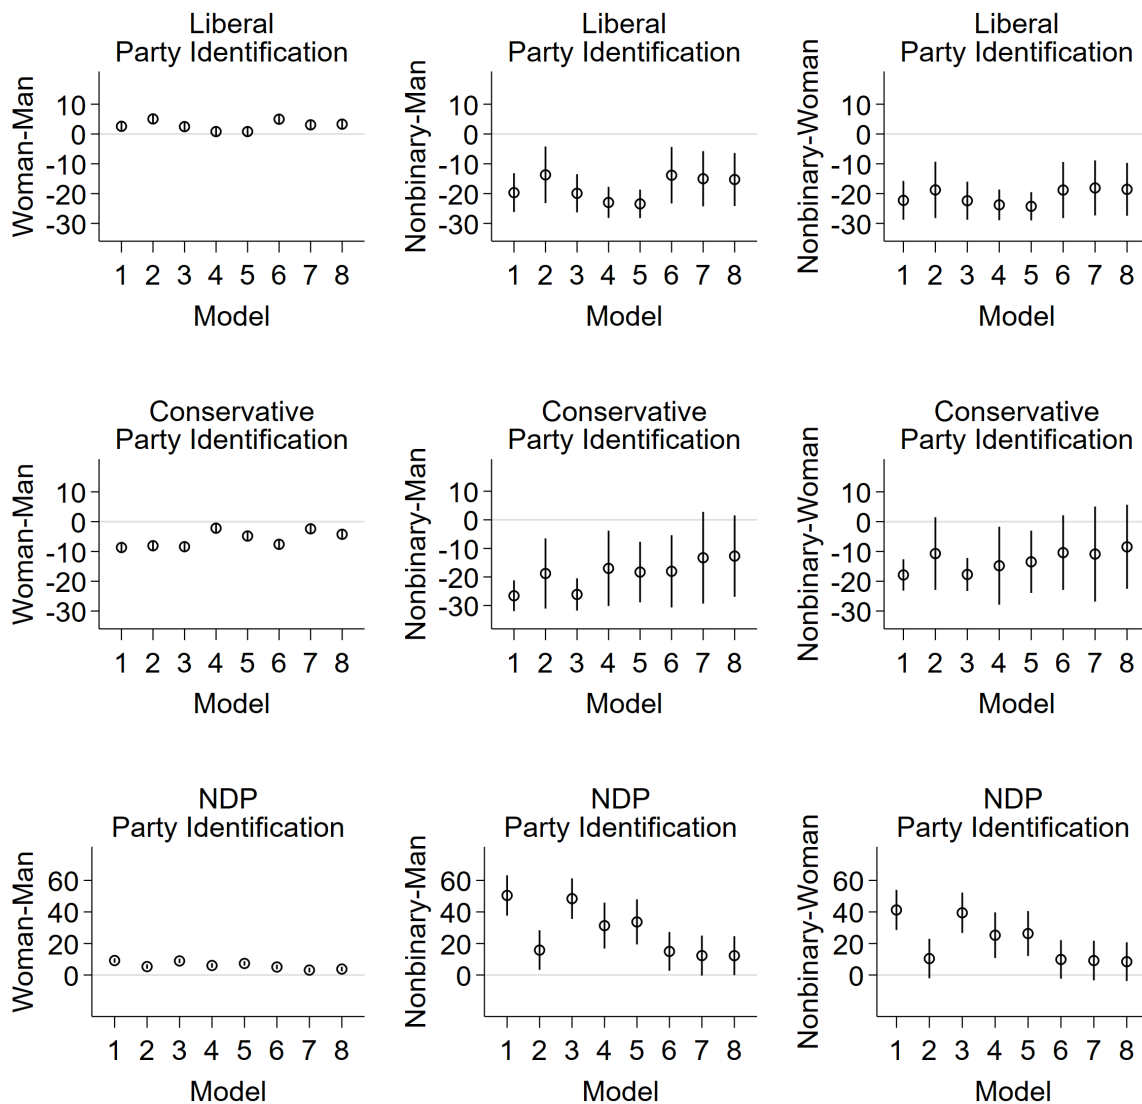 Liberal
Party Identification
Woman-Man
10
0
-10
-20
-30
1 2 3 4 5 6 7 8
Model
Liberal
Party Identification
Nonbinary-Man
10
0
-10
-20
-30
1 2 3 4 5 6 7 8
Model
Liberal
Party Identification
Nonbinary-Woman
10
0
-10
-20
-30
1 2 3 4 5 6 7 8
Model
Conservative
Party Identification
Woman-Man
10
0
-10
-20
-30
1 2 3 4 5 6 7 8
Model
Conservative
Party Identification
Nonbinary-Man
10
0
-10
-20
-30
1 2 3 4 5 6 7 8
Model
Conservative
Party Identification
Nonbinary-Woman
10
0
-10
-20
-30
1 2 3 4 5 6 7 8
Model
NDP
Party Identification
Woman-Man
60
40
20
0
1 2 3 4 5 6 7 8
Model
NDP
Party Identification
Nonbinary-Man
60
40
20
0
1 2 3 4 5 6 7 8
Model
NDP
Party Identification
Nonbinary-Woman
60
40
20
0
1 2 3 4 5 6 7 8
Model